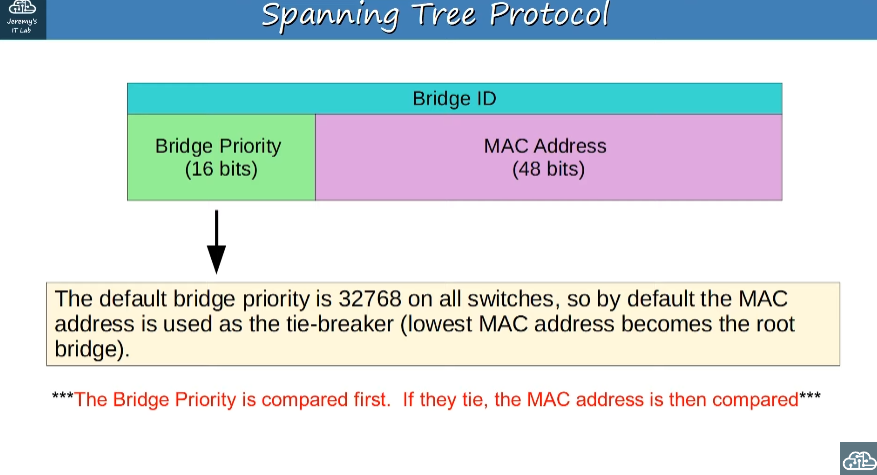 Jeremy's
IT Lab
Spanning Tree Protocol
Bridge ID
Bridge Priority
(16 bits)
MAC Address
(48 bits)
The default bridge priority is 32768 on all switches, so by default the MAC
address is used as the tie-breaker (lowest MAC address becomes the root
bridge).
***The Bridge Priority is compared first.  If they tie, the MAC address is then compared***